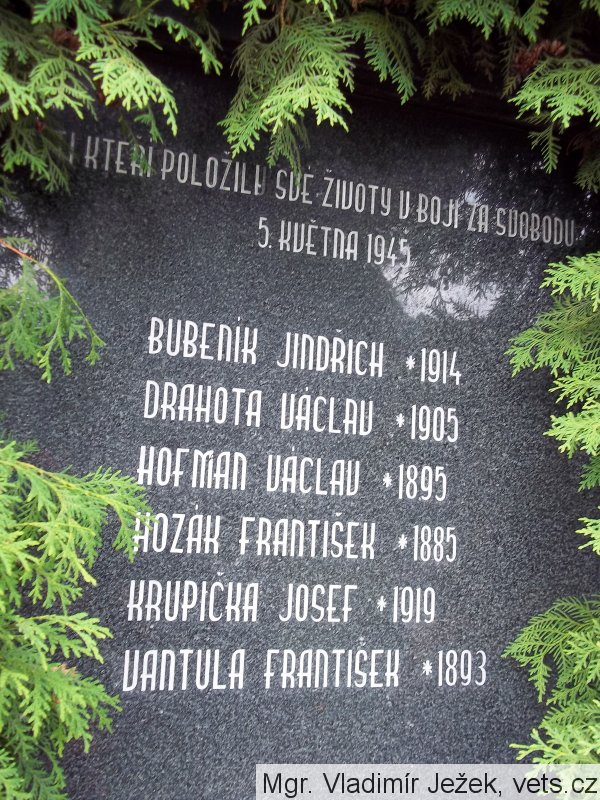 TI KTEŘÍ POLOŽILI SVÉ ŽIVOTY V BOJI ZA SVOBODU
5. KVĚTNA 1945
BUBENÍK JINDŘICH *1914
DRAHOTA VÁCLAV *1905
HOFMAN VÁCLAV *1895
HOZÁK FRANTIŠEK *1885
KRUPIČKA JOSEF *1919
VANTULA FRANTIŠEK *1893
Mgr. Vladimír Ježek, vets.cz